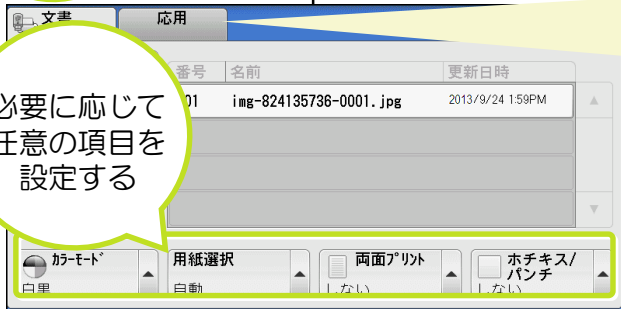 文書
応用
番号 名前 更新日時
01 img-824135736-0001.jpg 2013/9/24 1:59PM
必要に応じて
任意の項目を
設定する
カラーモード 用紙選択 両面プリント ホチキス/
パンチ
白黒 自動 しない しない